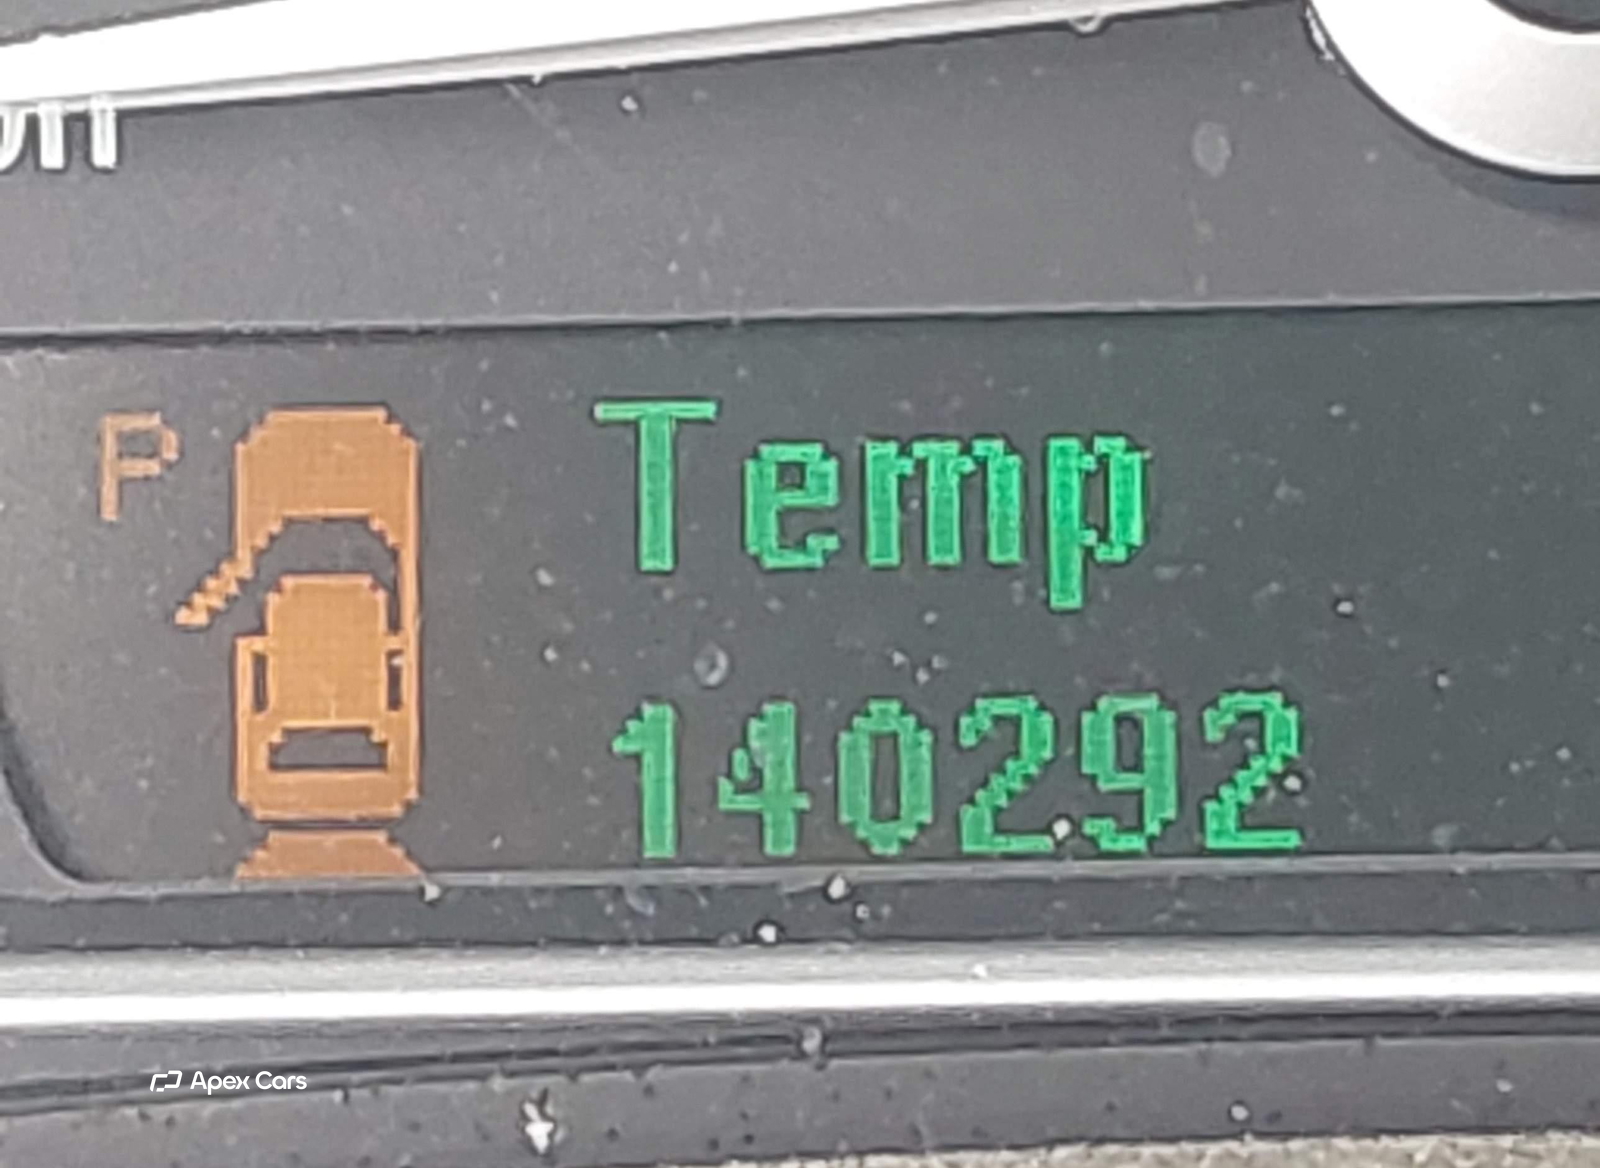 P
Temp
140292
Apex Cars